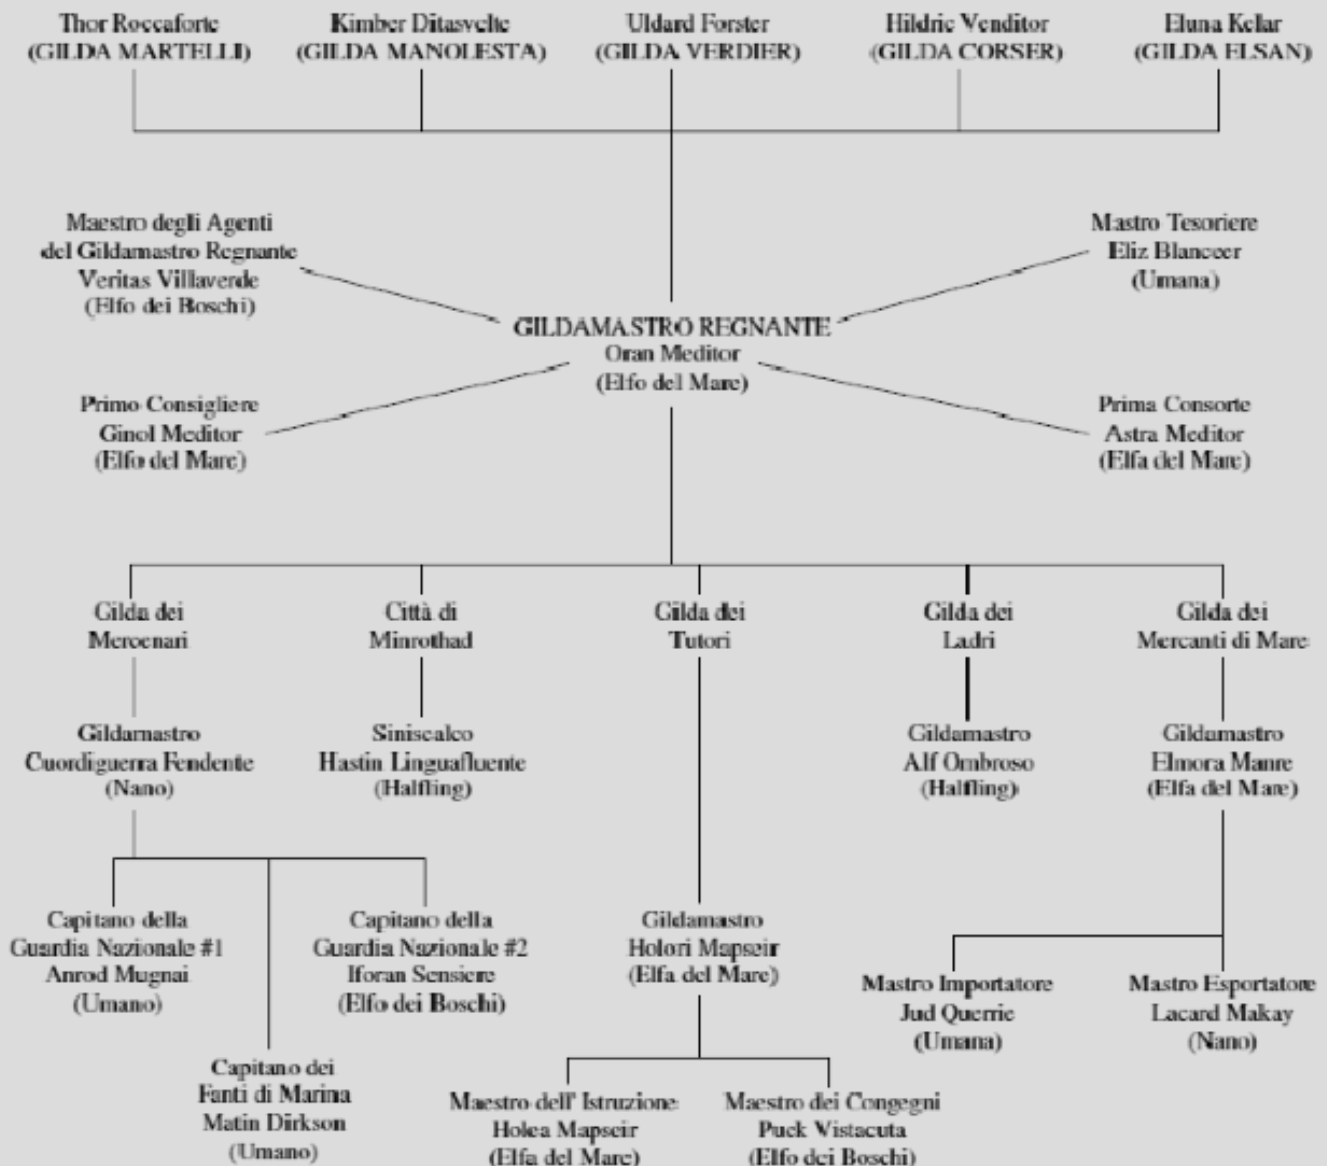 Thor Roccaforte
(GILDA MARTELLI)
Kimber Ditasvelte
(GILDA MANOLESTA)
Uldard Forster
(GILDA VERDIER)
Hildric Venditor
(GILDA CORSER)
Eluna Kelar
(GILDA ELSAN)
Maestro degli Agenti
del Gildamastro Regnante
Veritas Villaverde
(Elfo dei Boschi)
Mastro Tesoriere
Eliz Blanceer
(Umana)
GILDAMASTRO REGNANTE
Oran Meditor
(Elfo del Mare)
Primo Consigliere
Ginol Meditor
(Elfo del Mare)
Prima Consorte
Astra Meditor
(Elfa del Mare)
Gilda dei
Mercenari
Città di
Minrothad
Gilda dei
Tutori
Gilda dei
Ladri
Gilda dei
Mercanti di Mare
Gildamastro
Cuordiguerra Fendente
(Nano)
Siniscalco
Hastin Linguafluente
(Halfling)
Gildamastro
Alf Ombroso
(Halfling)
Gildamastro
Elmora Manre
(Elfa del Mare)
Capitano della
Guardia Nazionale #1
Anrod Mugnai
(Umano)
Capitano della
Guardia Nazionale #2
Iforan Sensiere
(Elfo dei Boschi)
Gildamastro
Holori Mapseir
(Elfa del Mare)
Mastro Importatore
Jud Querrie
(Umana)
Mastro Esportatore
Lacard Makay
(Nano)
Capitano dei
Fanti di Marina
Matin Dirkson
(Umano)
Maestro dell' Istruzione
Holea Mapseir
(Elfa del Mare)
Maestro dei Congegni
Puck Vistacuta
(Elfo dei Boschi)